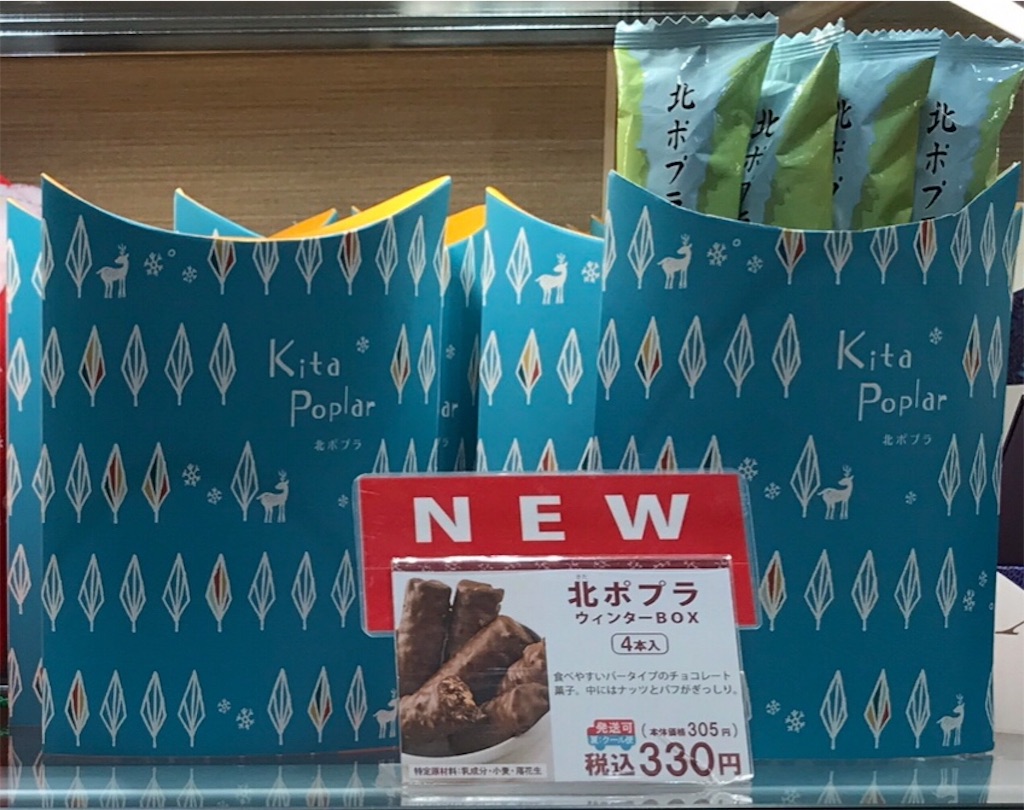 北ポプラ
北ポプラ
北ポプラ
北ポプラ
Kita
Poplar
北ポプラ
Kita
Poplar
北ポプラ
NEW
北ポプラ
ウィンターBOX
4本入
食べやすいバータイプのチョコレート
菓子。中にはナッツとパフがぎっしり。
発送可
(本体価格305円)
夏:クール便
税込330円
特定原材料:乳成分・小麦・落花生